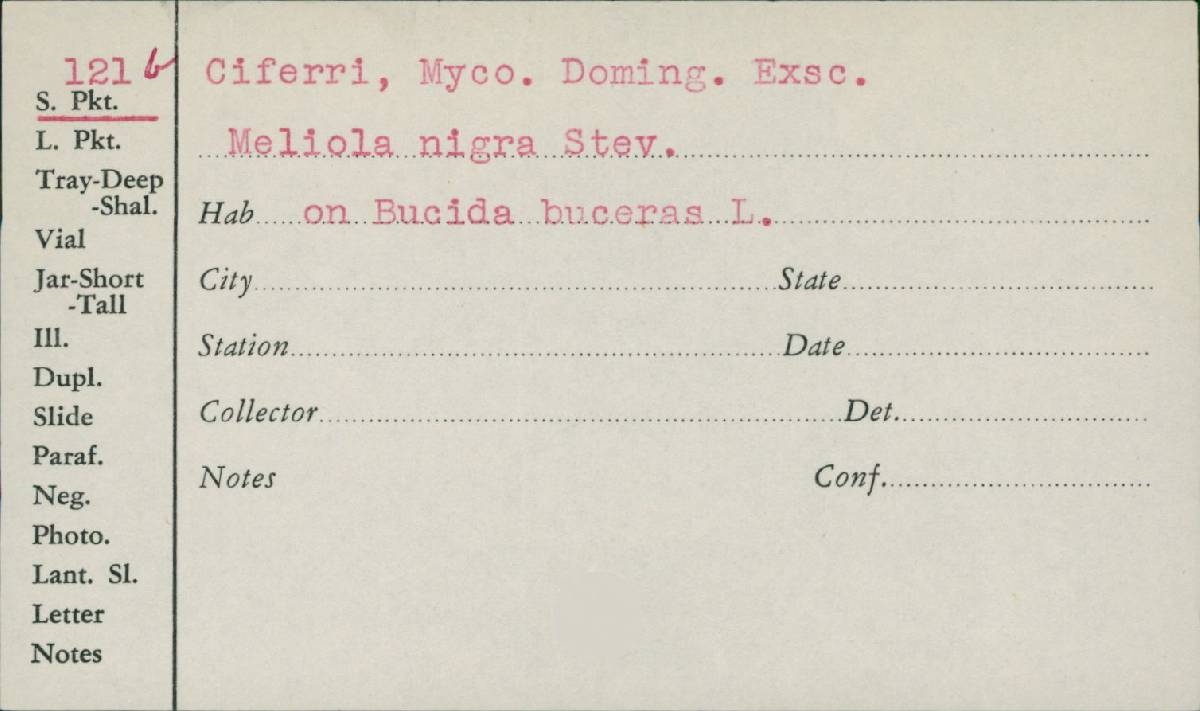 121 b
S. Pkt.
L. Pkt.
Tray-Deep
-Shal.
Vial
Jar-Short
-Tall
Ill.
Dupl.
Slide
Paraf.
Neg.
Photo.
Lant. Sl.
Letter
Notes
Ciferri, Myco. Doming. Exsc.
Meliola nigra Stev.
Hab on Bucida buceras L.
City State
Station Date
Collector Det.
Notes Conf.